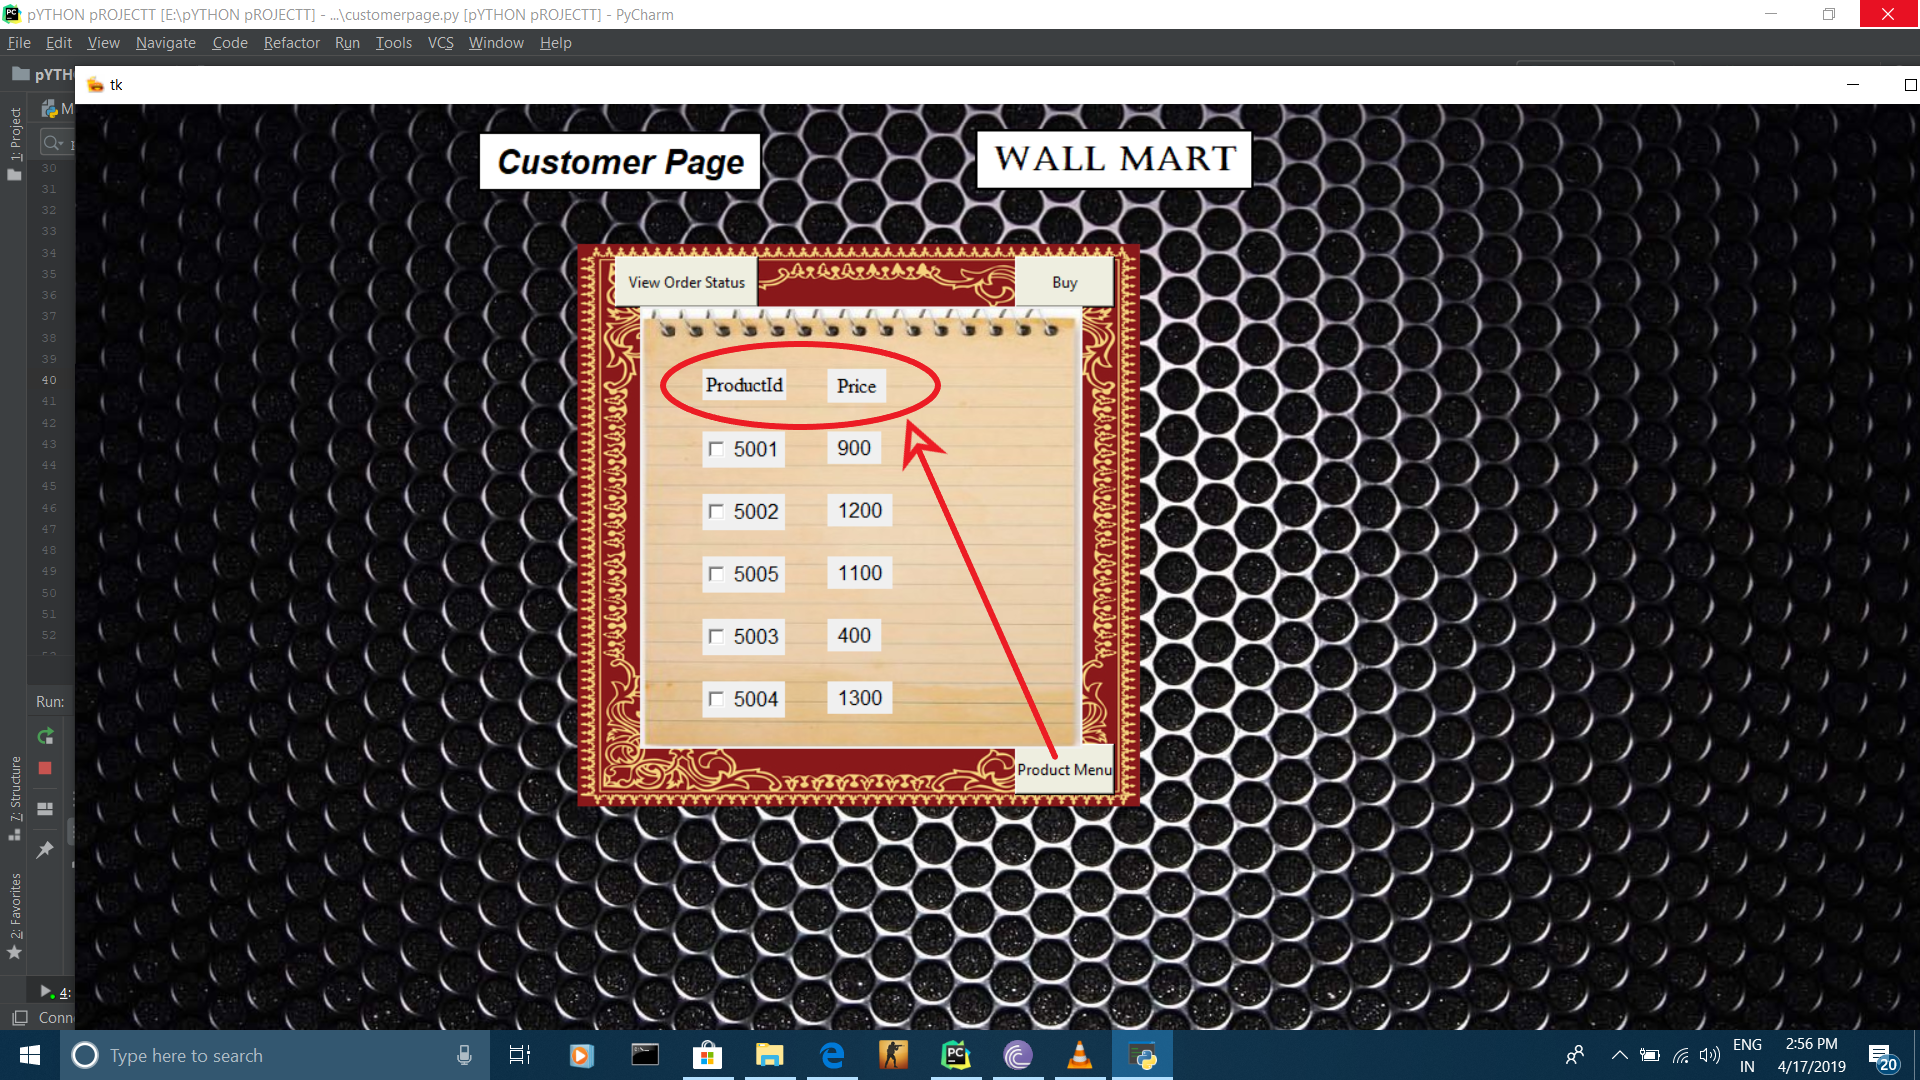 pYTHON pROJECTT [E:\pYTHON pROJECTT] - ...\customerpage.py [pYTHON pROJECTT] - PyCharm
File Edit View Navigate Code Refactor Run Tools VCS Window Help
pYTH
tk
M
1: Project
Customer Page
WALL MART
30
31
32
33
34
35
36
37
38
39
40
41
42
43
44
45
46
47
48
49
50
51
52
View Order Status
Buy
ProductId Price
5001 900
5002 1200
5005 1100
5003 400
5004 1300
Product Menu
Run:
7: Structure
2: Favorites
4:
Conn
Type here to search
PC
ENG
IN
2:56 PM
4/17/2019
20